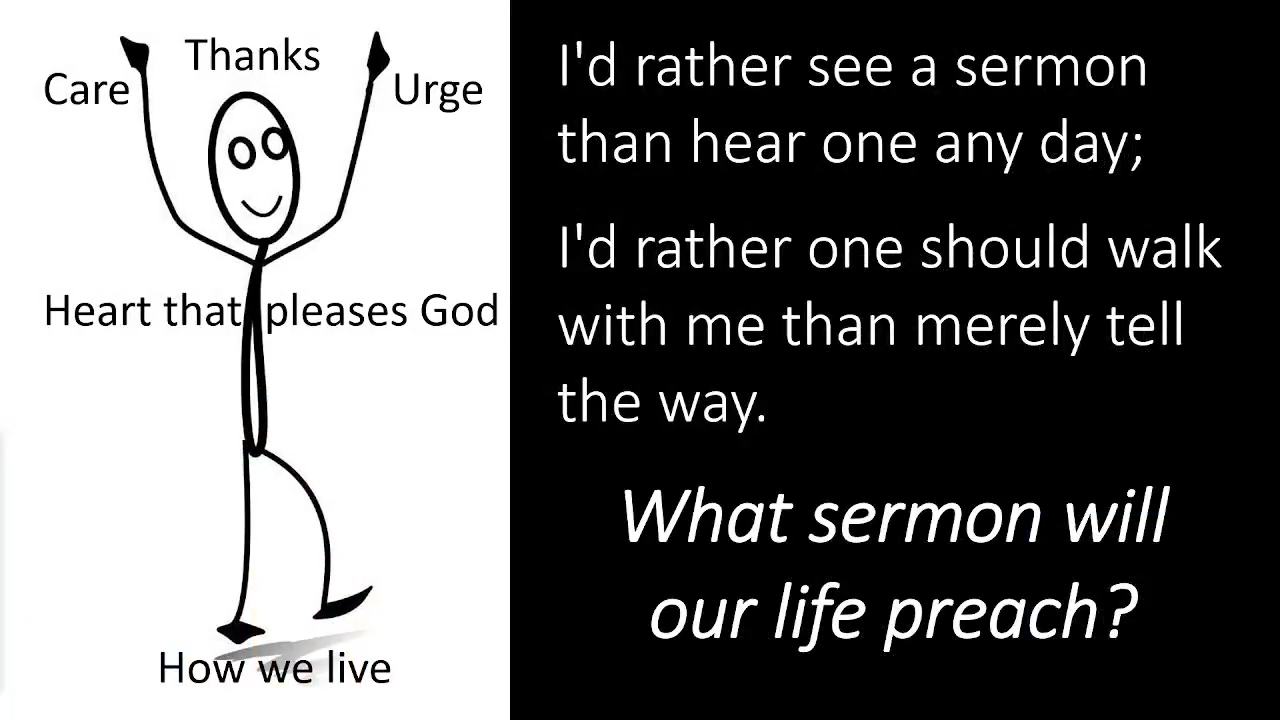 Thanks
Care
Urge
Heart that pleases God
How we live
I'd rather see a sermon
than hear one any day;
I'd rather one should walk
with me than merely tell
the way.
What sermon will
our life preach?